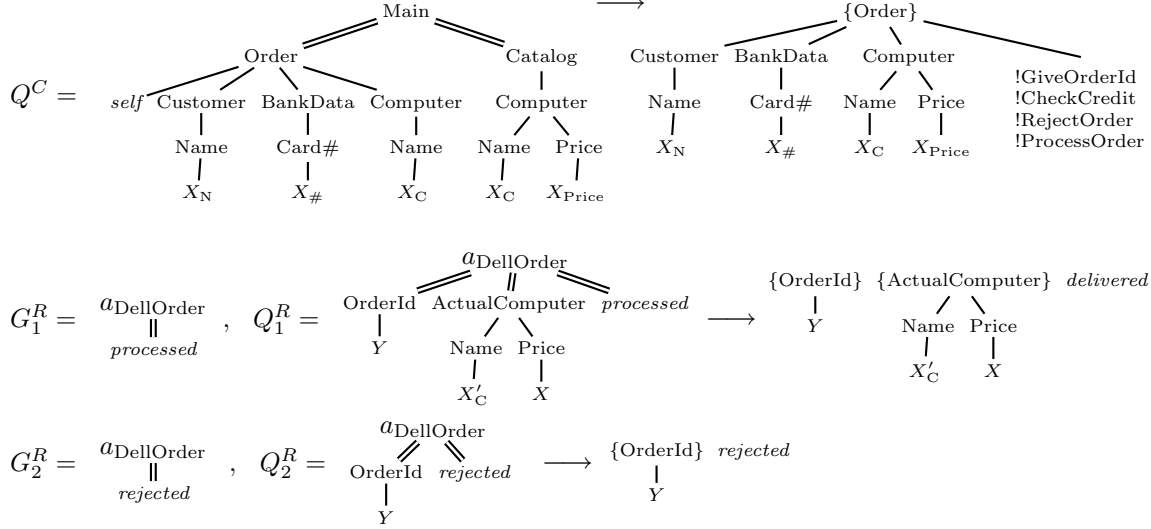 Main ⟶ {Order}
Order Catalog Customer BankData Computer
Q^C = self Customer BankData Computer Computer Name Card# Name Price !GiveOrderId
!CheckCredit
!RejectOrder
Name Card# Name Name Price X_N X_# X_C X_Price !ProcessOrder
X_N X_# X_C X_C X_Price
a_DellOrder
G_1^R = a_DellOrder , Q_1^R = OrderId ActualComputer processed ⟶ {OrderId} {ActualComputer} delivered
processed Y Name Price Y Name Price
X'_C X X'_C X
a_DellOrder
G_2^R = a_DellOrder , Q_2^R = OrderId rejected ⟶ {OrderId} rejected
rejected Y Y